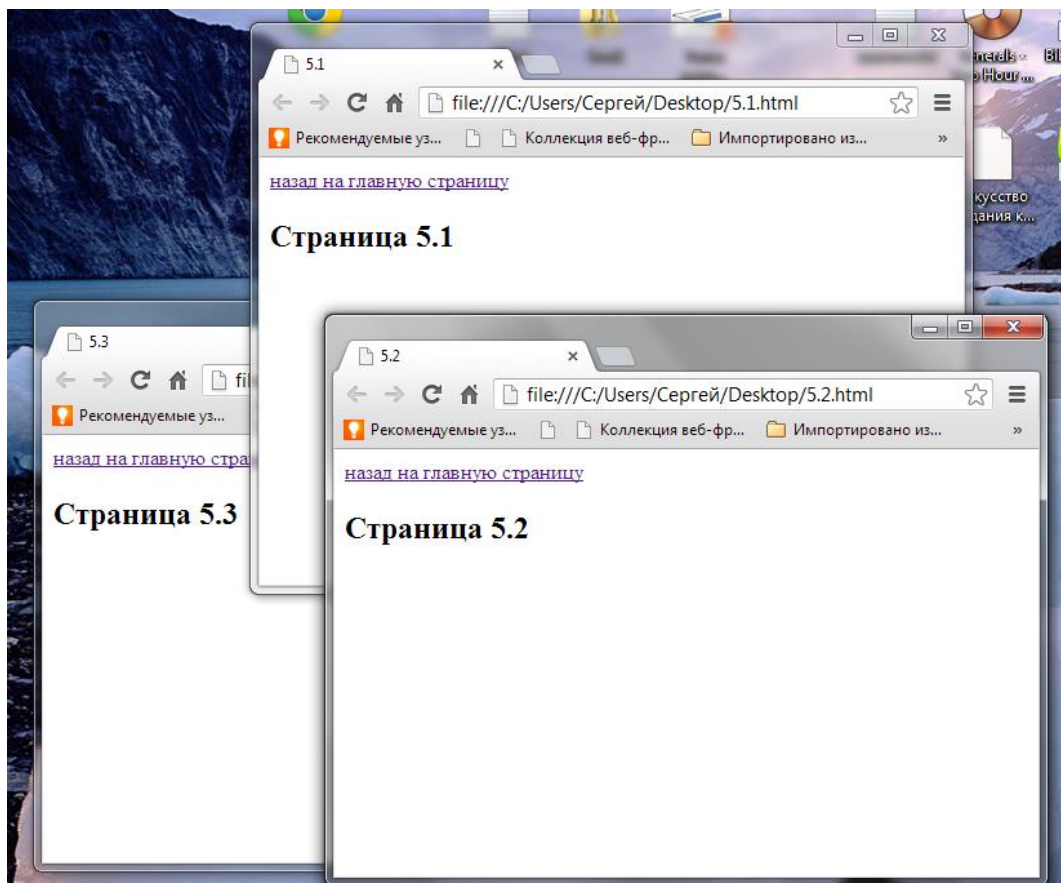 5.1
file:///C:/Users/Сергей/Desktop/5.1.html
Рекомендуемые уз... Коллекция веб-фр... Импортировано из... »
назад на главную страницу
Страница 5.1
кусство
5.3
Рекомендуемые уз...
назад на главную
Страница 5.3
5.2
file:///C:/Users/Сергей/Desktop/5.2.html
Рекомендуемые уз... Коллекция веб-фр... Импортировано из... »
назад на главную страницу
Страница 5.2